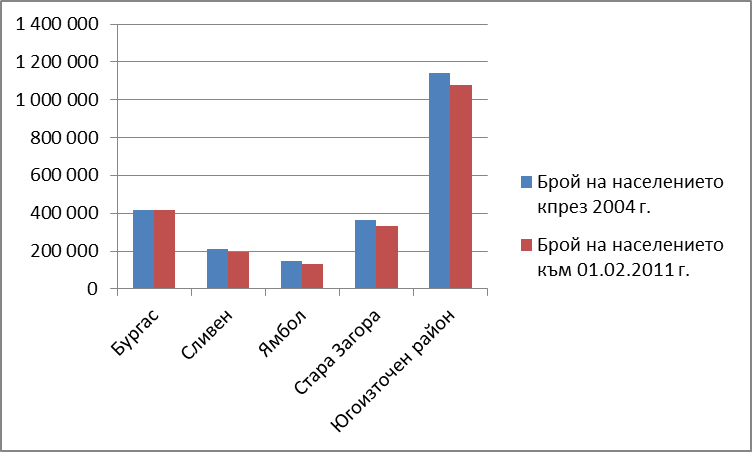 1 400 000
1 200 000
1 000 000
800 000
600 000
400 000
200 000
0
Бургас
Сливен
Ямбол
Стара Загора
Югоизточен район
Брой на населението
кпрез 2004 г.
Брой на населението
към 01.02.2011 г.